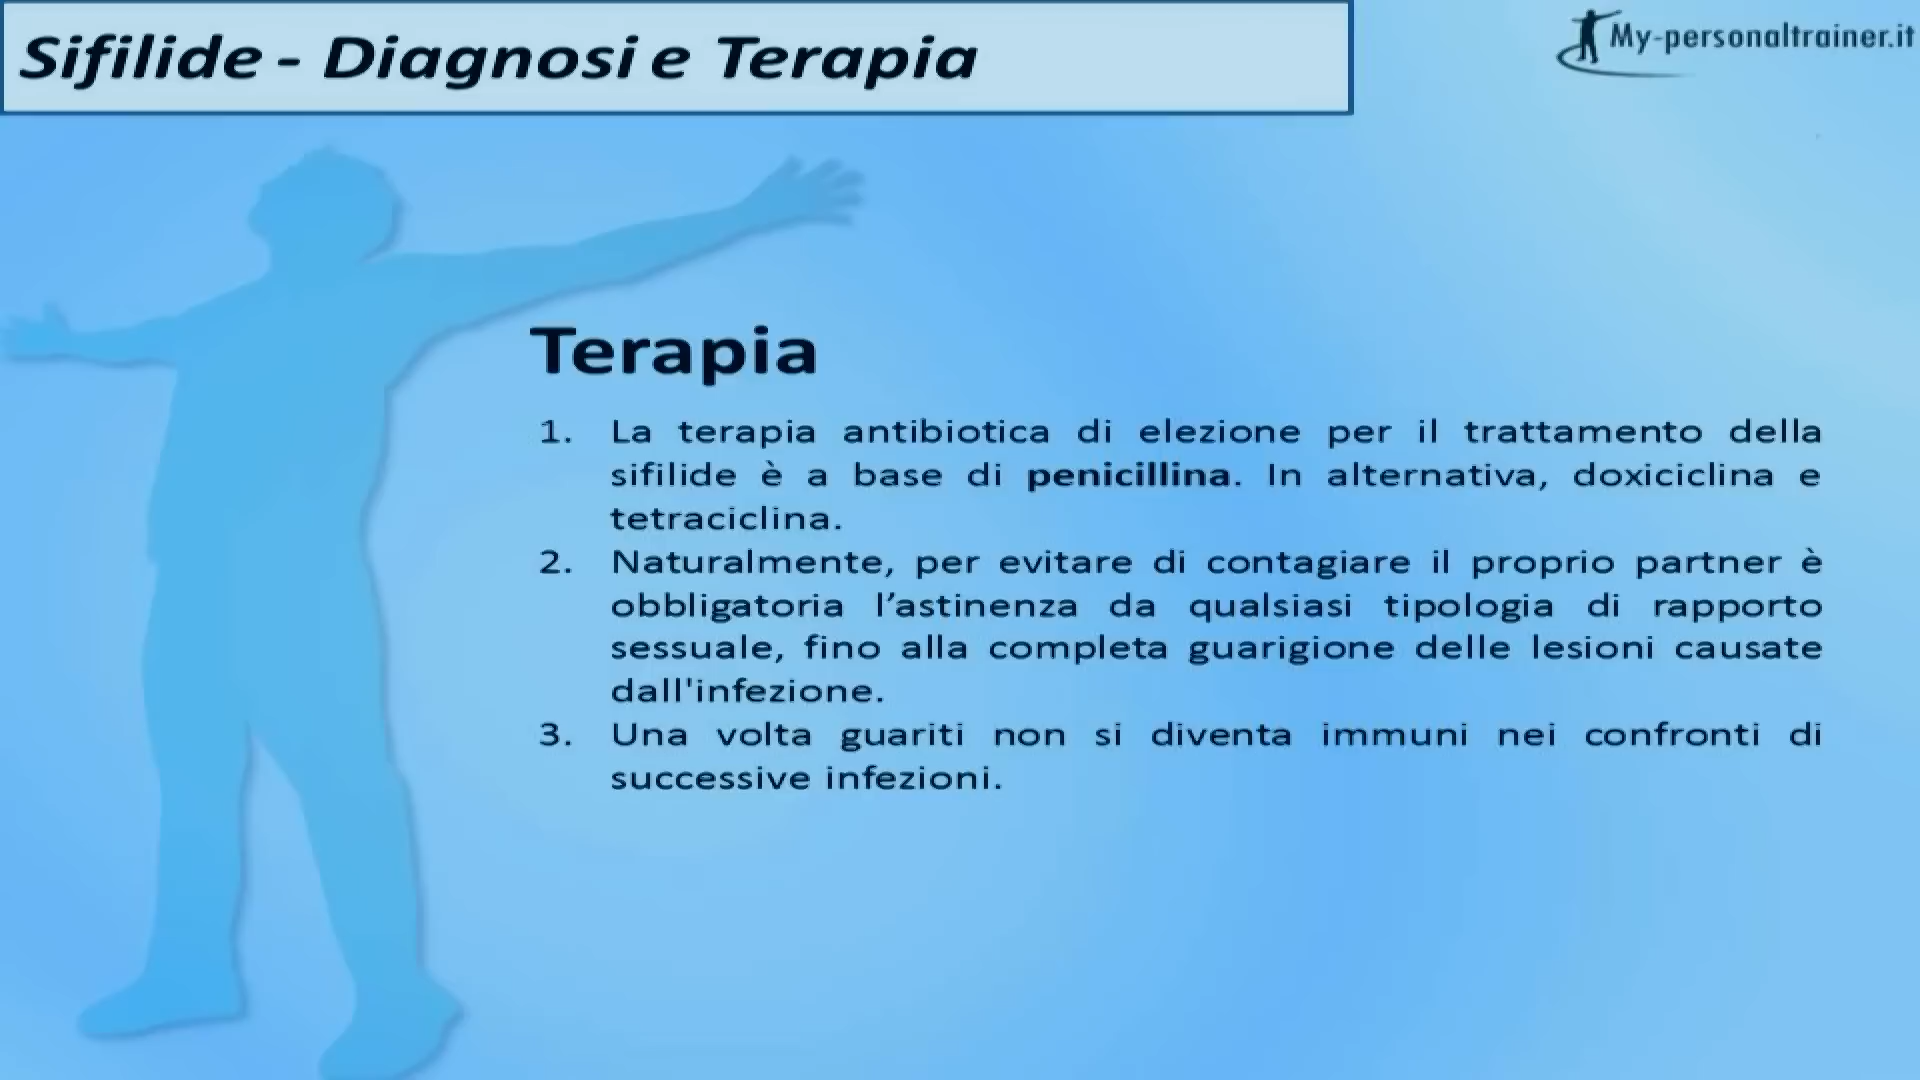 Sifilide - Diagnosi e Terapia
My-personaltrainer.it
Terapia
1. La terapia antibiotica di elezione per il trattamento della
sifilide è a base di penicillina. In alternativa, doxiciclina e
tetraciclina.
2. Naturalmente, per evitare di contagiare il proprio partner è
obbligatoria l’astinenza da qualsiasi tipologia di rapporto
sessuale, fino alla completa guarigione delle lesioni causate
dall'infezione.
3. Una volta guariti non si diventa immuni nei confronti di
successive infezioni.